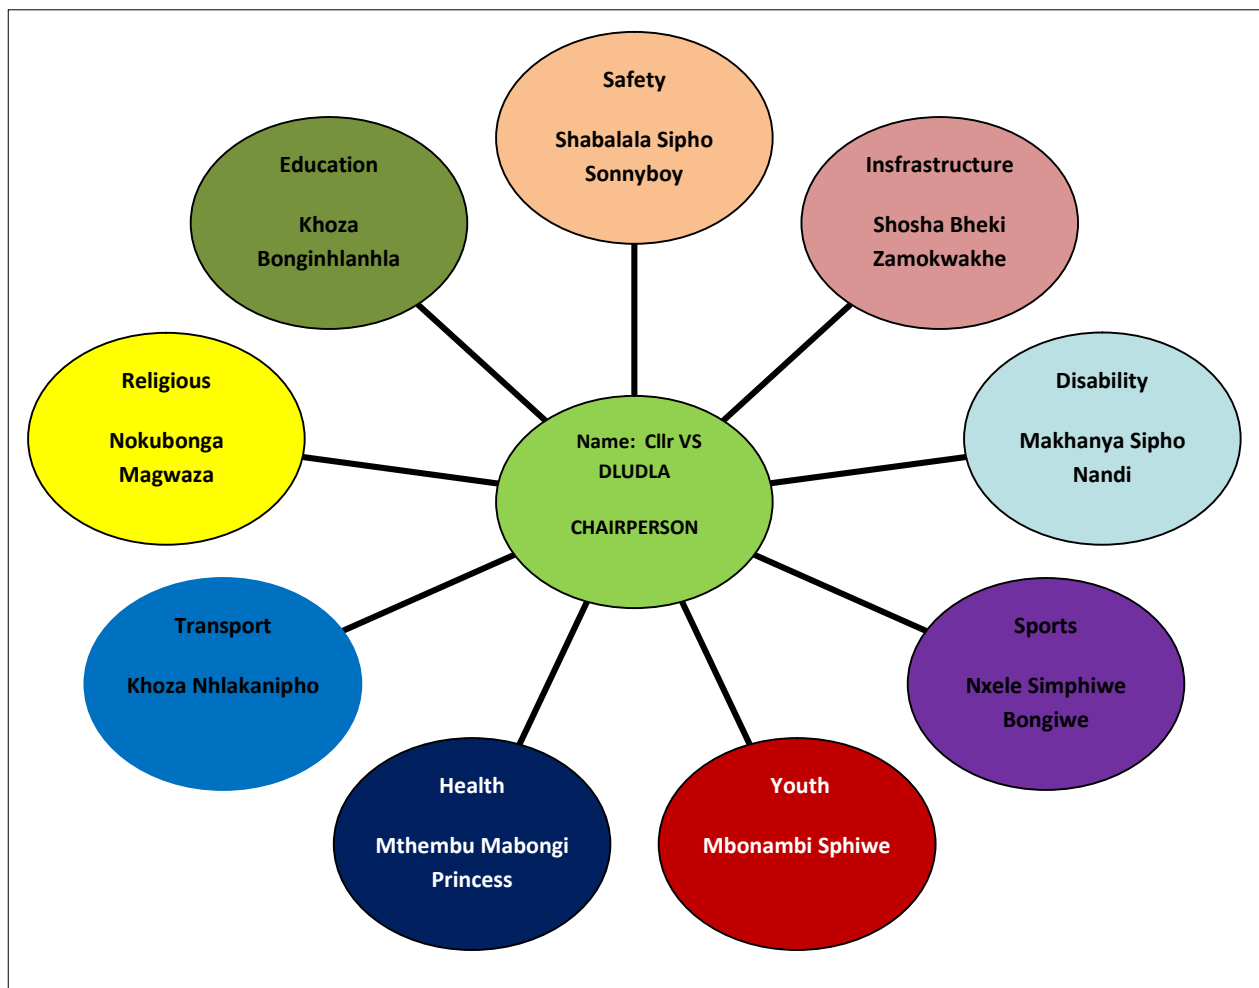 Safety
Shabalala Sipho
Sonnyboy
Education
Khoza
Bonginhlanhla
Insfrastructure
Shosha Bheki
Zamokwakhe
Religious
Nokubonga
Magwaza
Disability
Makhanya Sipho
Nandi
Name:  Cllr VS
DLUDLA
CHAIRPERSON
Transport
Khoza Nhlakanipho
Sports
Nxele Simphiwe
Bongiwe
Health
Mthembu Mabongi
Princess
Youth
Mbonambi Sphiwe